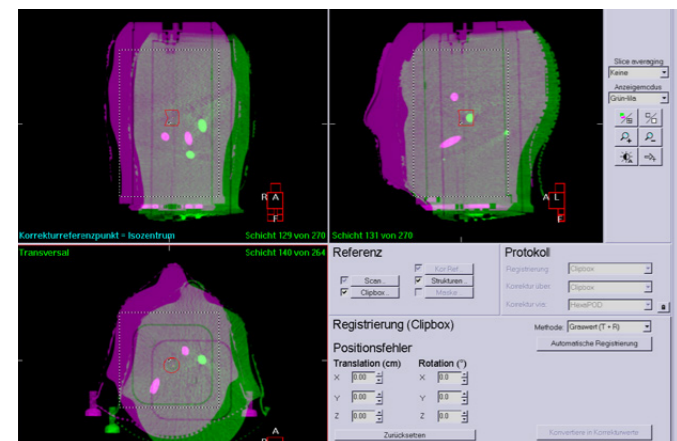 Slice averaging
Keine
Anzeigemodus
Grün-lila
R A
F
A L
F
Korrekturreferenzpunkt = Isozentrum
Schicht 129 von 270
Schicht 131 von 270
Transversal
Schicht 140 von 264
A
R
Referenz
Kor.Ref...
Scan...
Strukturen...
Clipbox...
Maske
Protokoll
Registrierung
Clipbox
Korrektur über:
Clipbox
Korrektur via:
HexaPOD
Registrierung (Clipbox)
Methode: Grauwert (T + R)
Automatische Registrierung
Positionsfehler
Translation (cm) Rotation (°)
X 0.00 X 0.0
Y 0.00 Y 0.0
Z 0.00 Z 0.0
Zurücksetzen
Konvertiere in Korrekturwerte